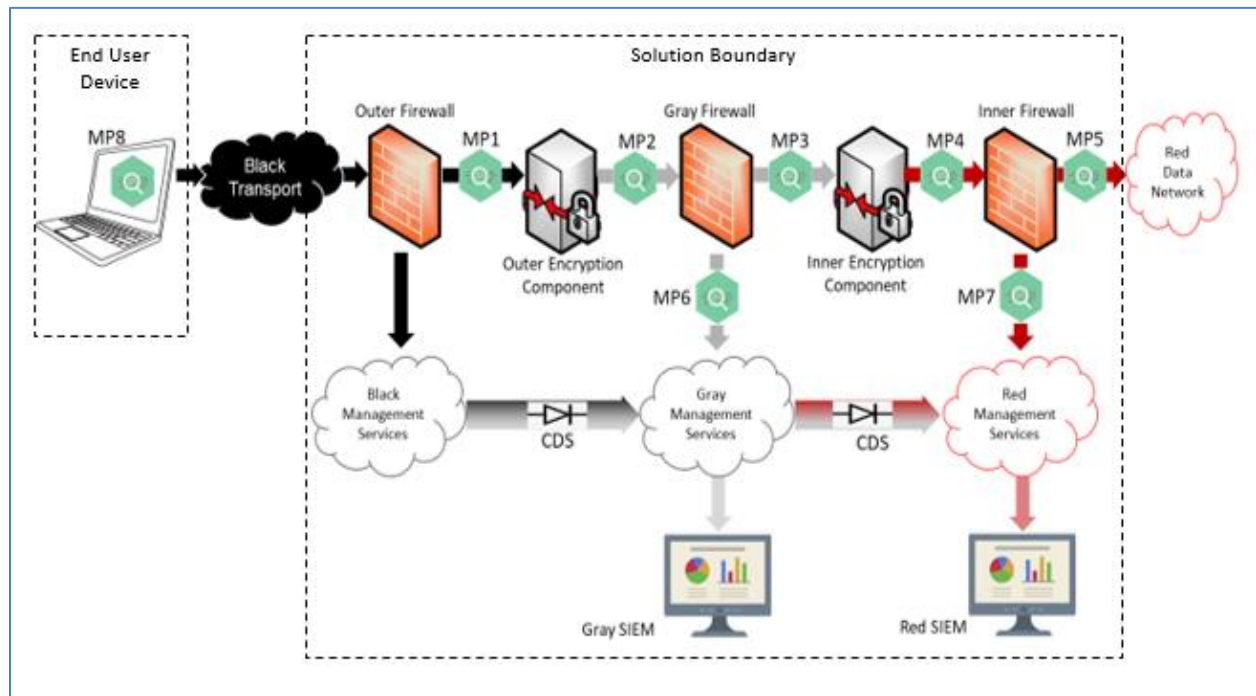 End User
Device
Solution Boundary
Outer Firewall
Gray Firewall
Inner Firewall
MP8
MP1
MP2
MP3
MP4
MP5
Black
Transport
Red
Data
Network
Outer Encryption
Component
Inner Encryption
Component
MP6
MP7
Black
Management
Services
CDS
Gray
Management
Services
CDS
Red
Management
Services
Gray SIEM
Red SIEM